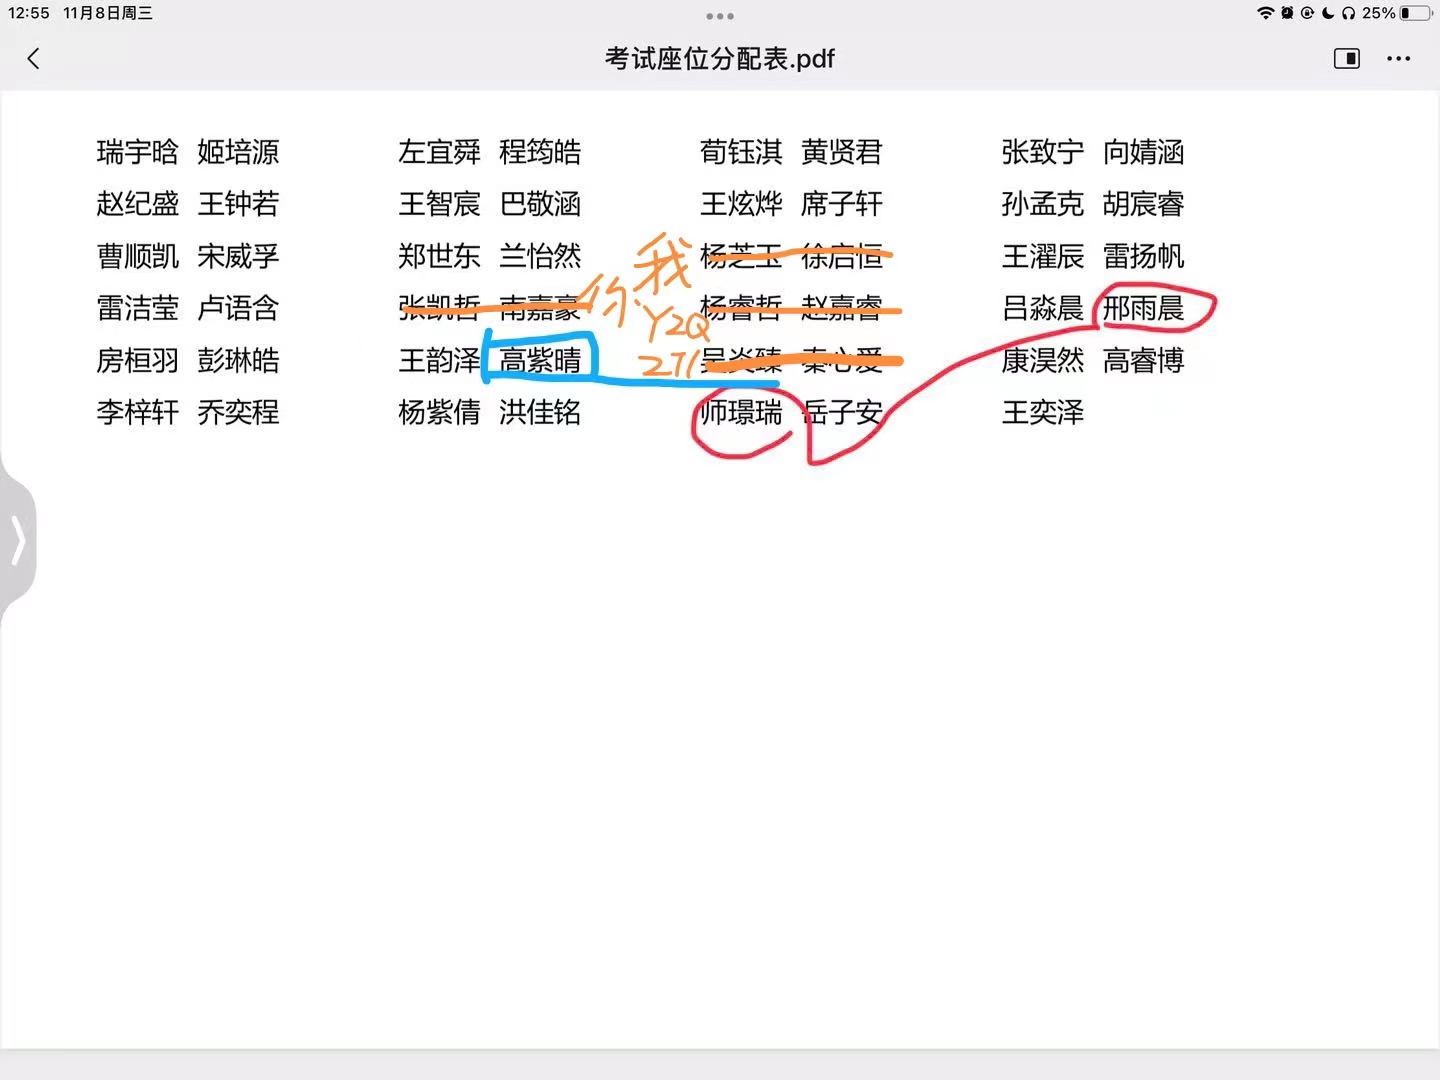 12:55 11月8日周三
25%
考试座位分配表.pdf
瑞宇晗 姬培源 左宜舜 程筠皓 荀钰淇 黄贤君 张致宁 向婧涵
赵纪盛 王钟若 王智宸 巴敬涵 王炫烨 席子轩 孙孟克 胡宸睿
曹顺凯 宋威孚 郑世东 兰怡然 我 杨芝玉 徐启恒 王濯辰 雷扬帆
雷洁莹 卢语含 张凯哲 南嘉豪 你 杨睿哲 赵嘉睿 吕淼晨 邢雨晨
YZQ
房桓羽 彭琳皓 王韵泽 高紫晴 吴炎臻 秦心爱 康淏然 高睿博
李梓轩 乔奕程 杨紫倩 洪佳铭 师璟瑞 岳子安 王奕泽